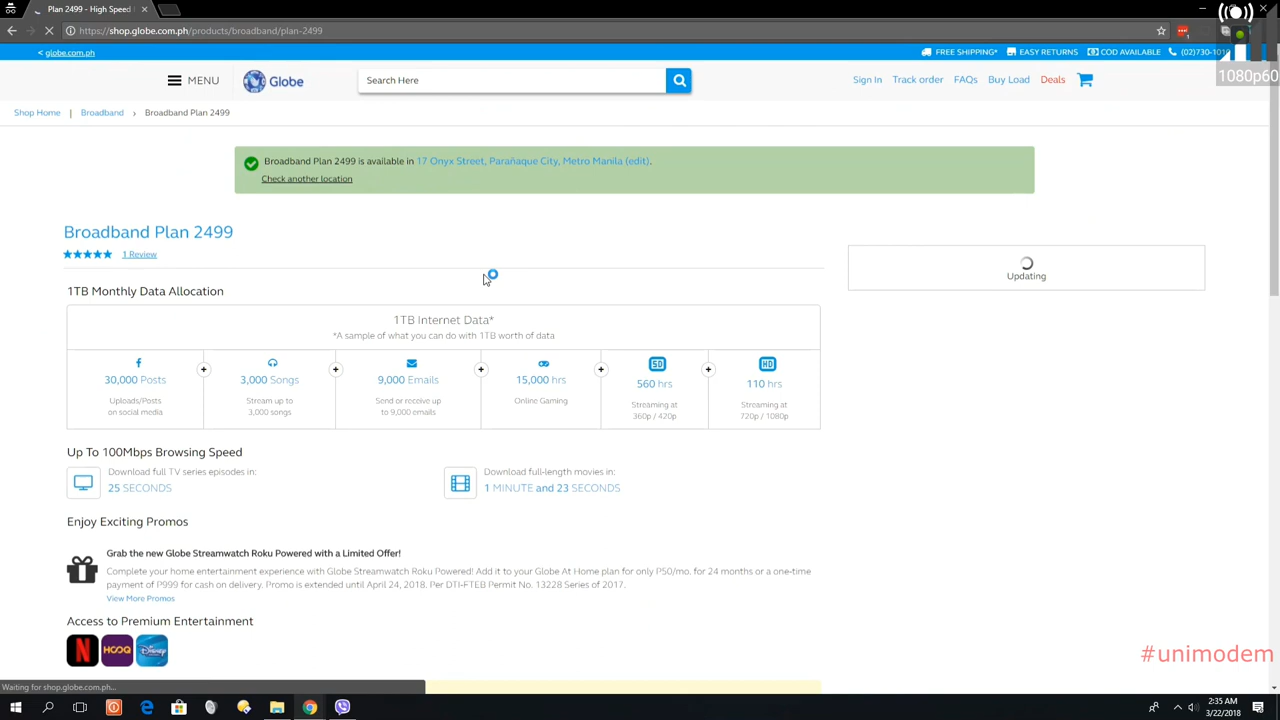 Plan 2499 - High Speed
https://shop.globe.com.ph/products/broadband/plan-2499
1080p60
< globe.com.ph
FREE SHIPPING*
EASY RETURNS
COD AVAILABLE
MENU
Globe
Search Here
Sign In
Track order
FAQs
Buy Load
Deals
Shop Home | Broadband > Broadband Plan 2499
Broadband Plan 2499 is available in 17 Onyx Street, Parañaque City, Metro Manila (edit).
Check another location
Broadband Plan 2499
1 Review
Updating
1TB Monthly Data Allocation
1TB Internet Data*
*A sample of what you can do with 1TB worth of data
30,000 Posts
Uploads/Posts
on social media
3,000 Songs
Stream up to
3,000 songs
9,000 Emails
Send or receive up
to 9,000 emails
15,000 hrs
Online Gaming
SD
560 hrs
Streaming at
360p / 420p
HD
110 hrs
Streaming at
720p / 1080p
Up To 100Mbps Browsing Speed
Download full TV series episodes in:
25 SECONDS
Download full-length movies in:
1 MINUTE and 23 SECONDS
Enjoy Exciting Promos
Grab the new Globe Streamwatch Roku Powered with a Limited Offer!
Complete your home entertainment experience with Globe Streamwatch Roku Powered! Add it to your Globe At Home plan for only P50/mo. for 24 months or a one-time
payment of P999 for cash on delivery. Promo is extended until April 24, 2018. Per DTI-FTEB Permit No. 13228 Series of 2017.
View More Promos
Access to Premium Entertainment
N
HOOQ
Disney
#unimodem
Waiting for shop.globe.com.ph...
2:35 AM
3/22/2018